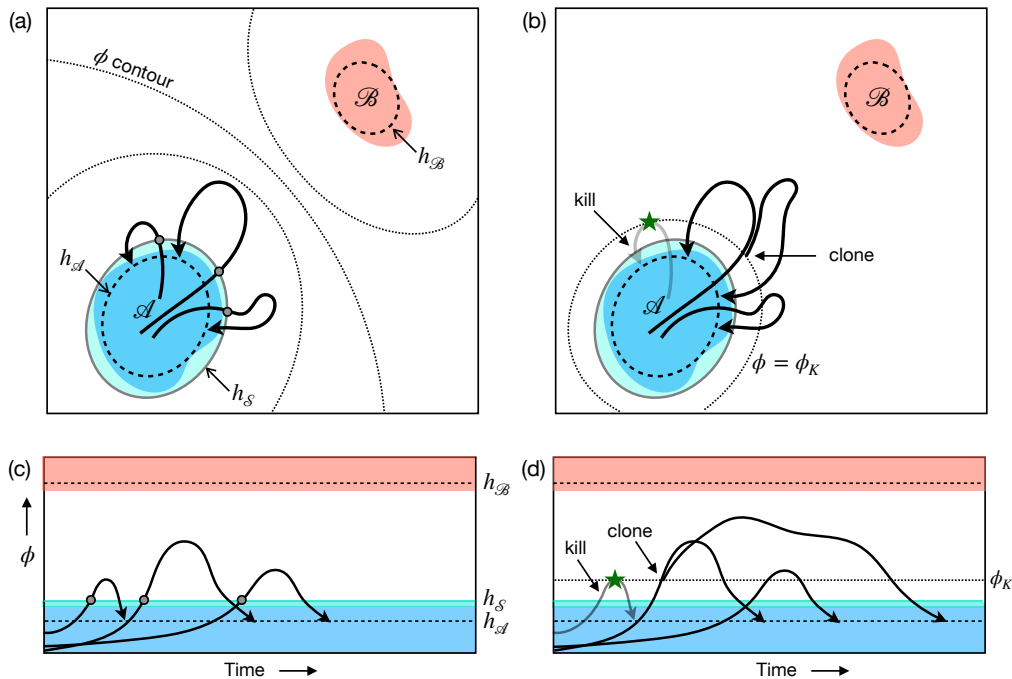 (a)
ϕ contour
ℬ
h_ℬ
h_𝒜
𝒜
h_𝒮
(b)
ℬ
kill
clone
𝒜
ϕ = ϕ_K
(c)
h_ℬ
ϕ
h_𝒮
h_𝒜
Time
(d)
clone
kill
ϕ_K
Time